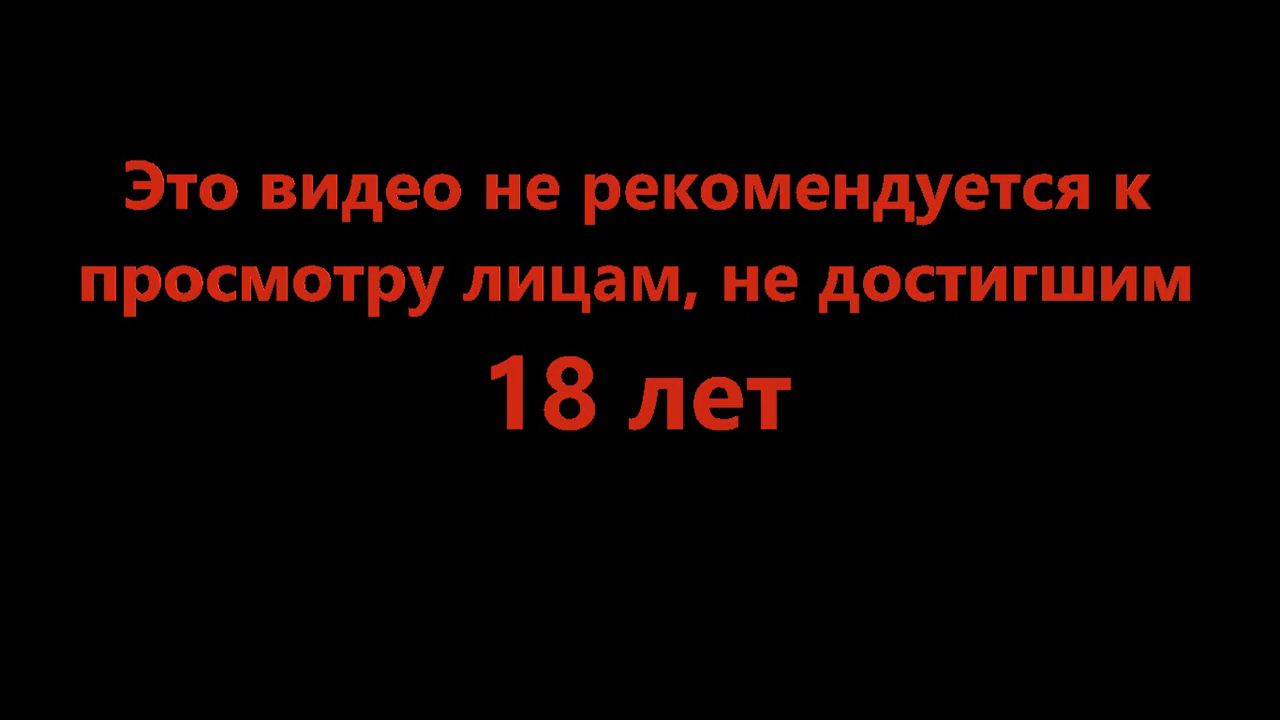 Это видео не рекомендуется к
просмотру лицам, не достигшим
18 лет